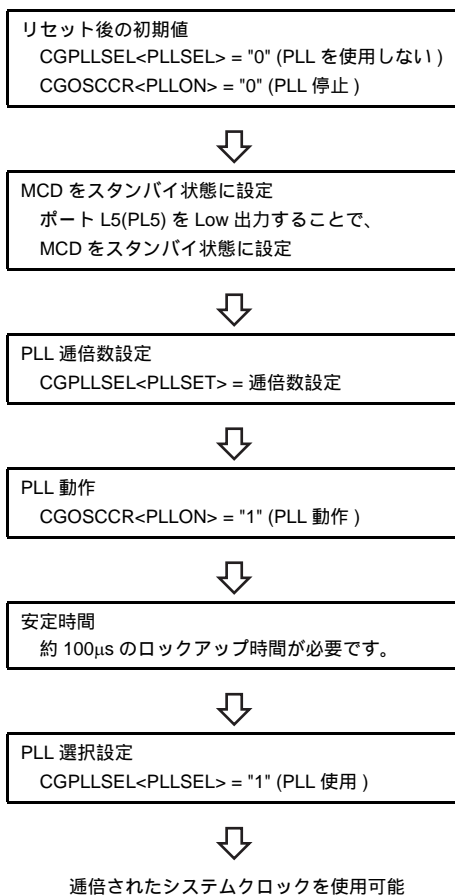 リセット後の初期値
CGPLLSEL<PLLSEL> = "0" (PLL を使用しない )
CGOSCCR<PLLON> = "0" (PLL 停止 )
MCD をスタンバイ状態に設定
ポート L5(PL5) を Low 出力することで、
MCD をスタンバイ状態に設定
PLL 逓倍数設定
CGPLLSEL<PLLSET> = 逓倍数設定
PLL 動作
CGOSCCR<PLLON> = "1" (PLL 動作 )
安定時間
約 100μs のロックアップ時間が必要です。
PLL 選択設定
CGPLLSEL<PLLSEL> = "1" (PLL 使用 )
逓倍されたシステムクロックを使用可能